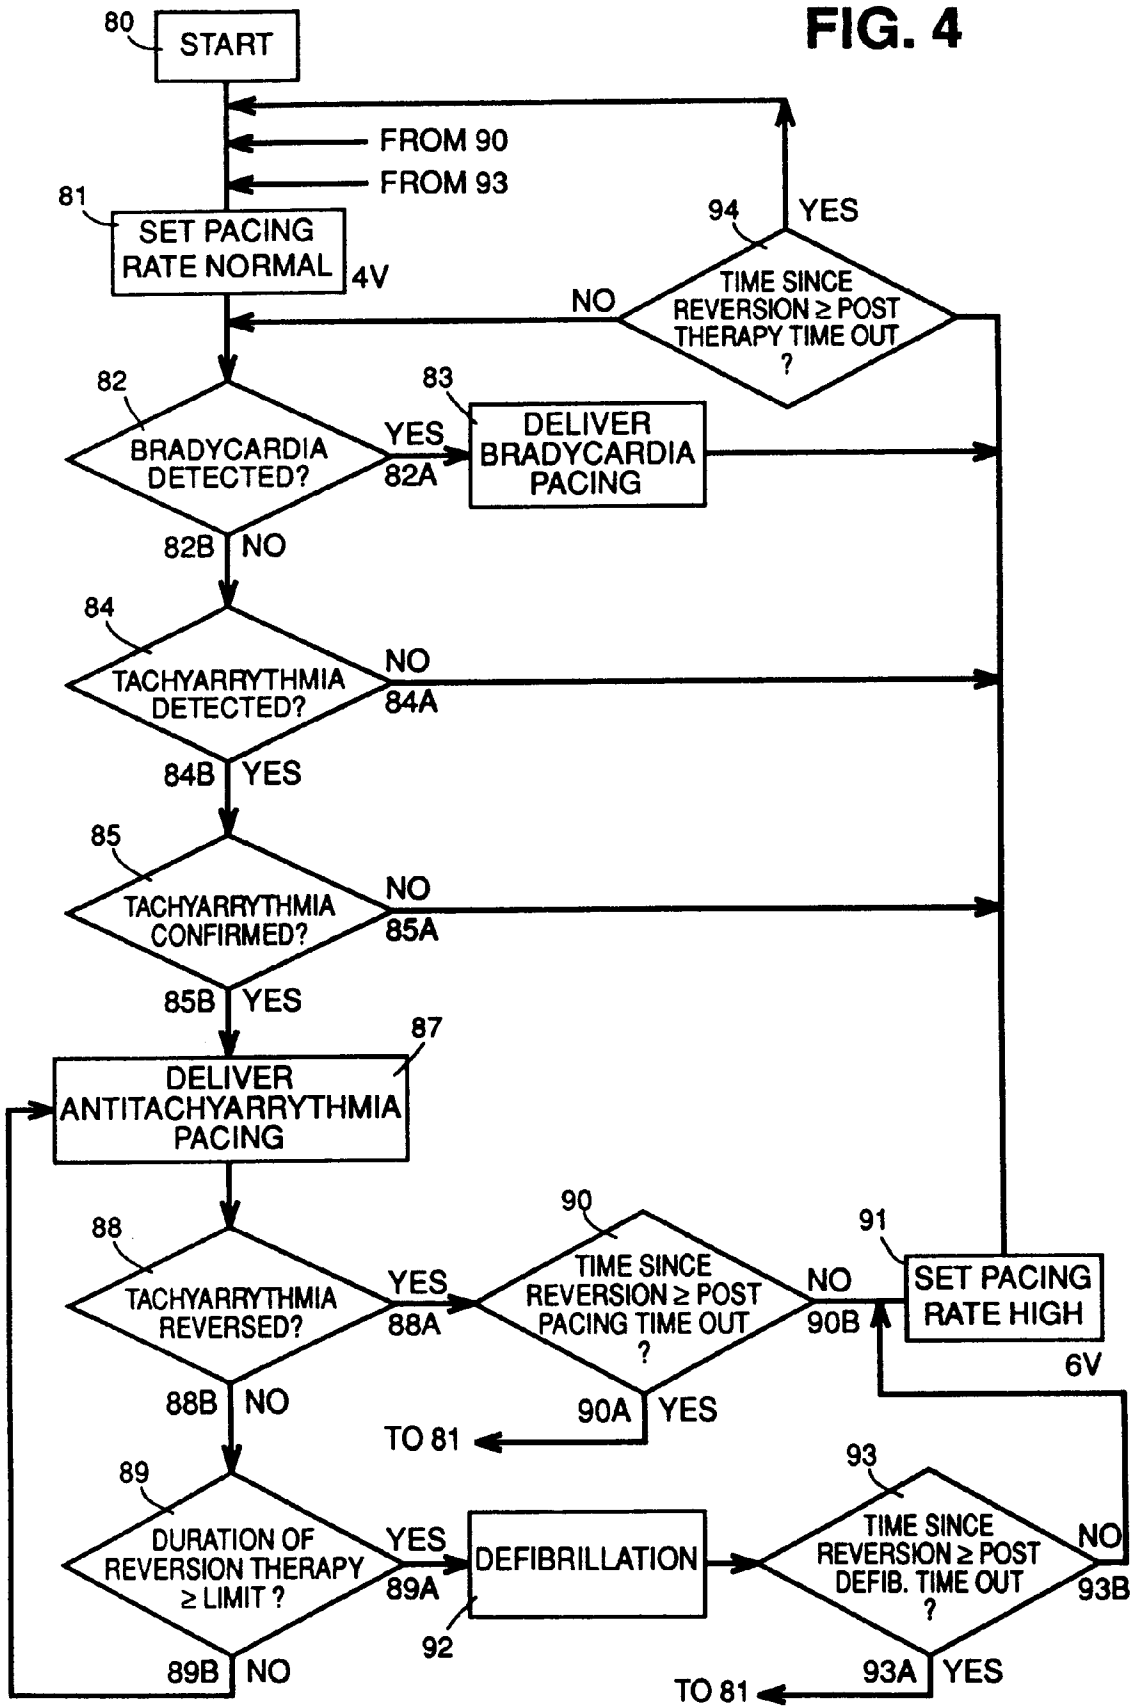 FIG. 4
80
START
FROM 90
FROM 93
81
SET PACING
RATE NORMAL
4V
94
YES
TIME SINCE
REVERSION ≥ POST
THERAPY TIME OUT
?
NO
82
BRADYCARDIA
DETECTED?
YES
82A
83
DELIVER
BRADYCARDIA
PACING
82B NO
84
TACHYARRYTHMIA
DETECTED?
NO
84A
84B YES
85
TACHYARRYTHMIA
CONFIRMED?
NO
85A
85B YES
87
DELIVER
ANTITACHYARRYTHMIA
PACING
88
TACHYARRYTHMIA
REVERSED?
YES
88A
90
TIME SINCE
REVERSION ≥ POST
PACING TIME OUT
?
NO
90B
91
SET PACING
RATE HIGH
6V
88B NO
90A YES
TO 81
89
DURATION OF
REVERSION THERAPY
≥ LIMIT ?
YES
89A
DEFIBRILLATION
92
93
TIME SINCE
REVERSION ≥ POST
DEFIB. TIME OUT
?
NO
93B
89B NO
93A YES
TO 81